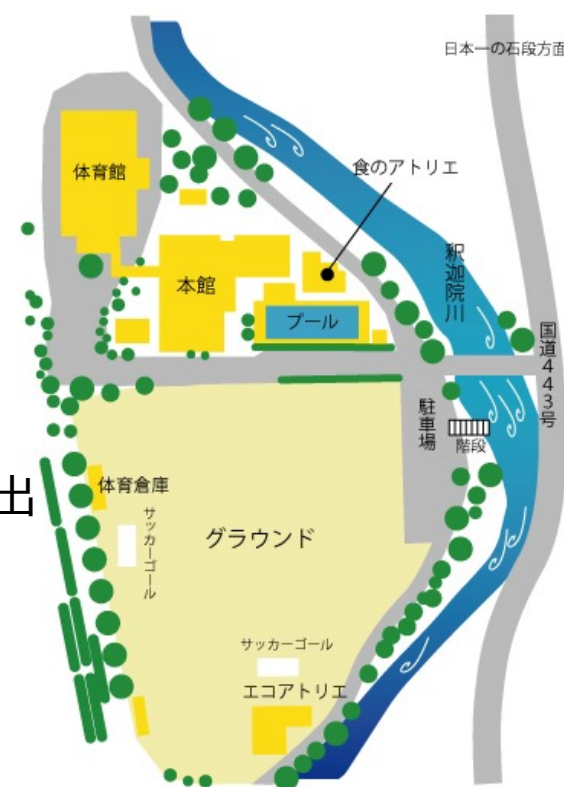 日本一の石段方面
体育館
食のアトリエ
本館
釈迦院川
プール
国道443号
駐車場
階段
出
体育倉庫
サッカーゴール
グラウンド
サッカーゴール
エコアトリエ